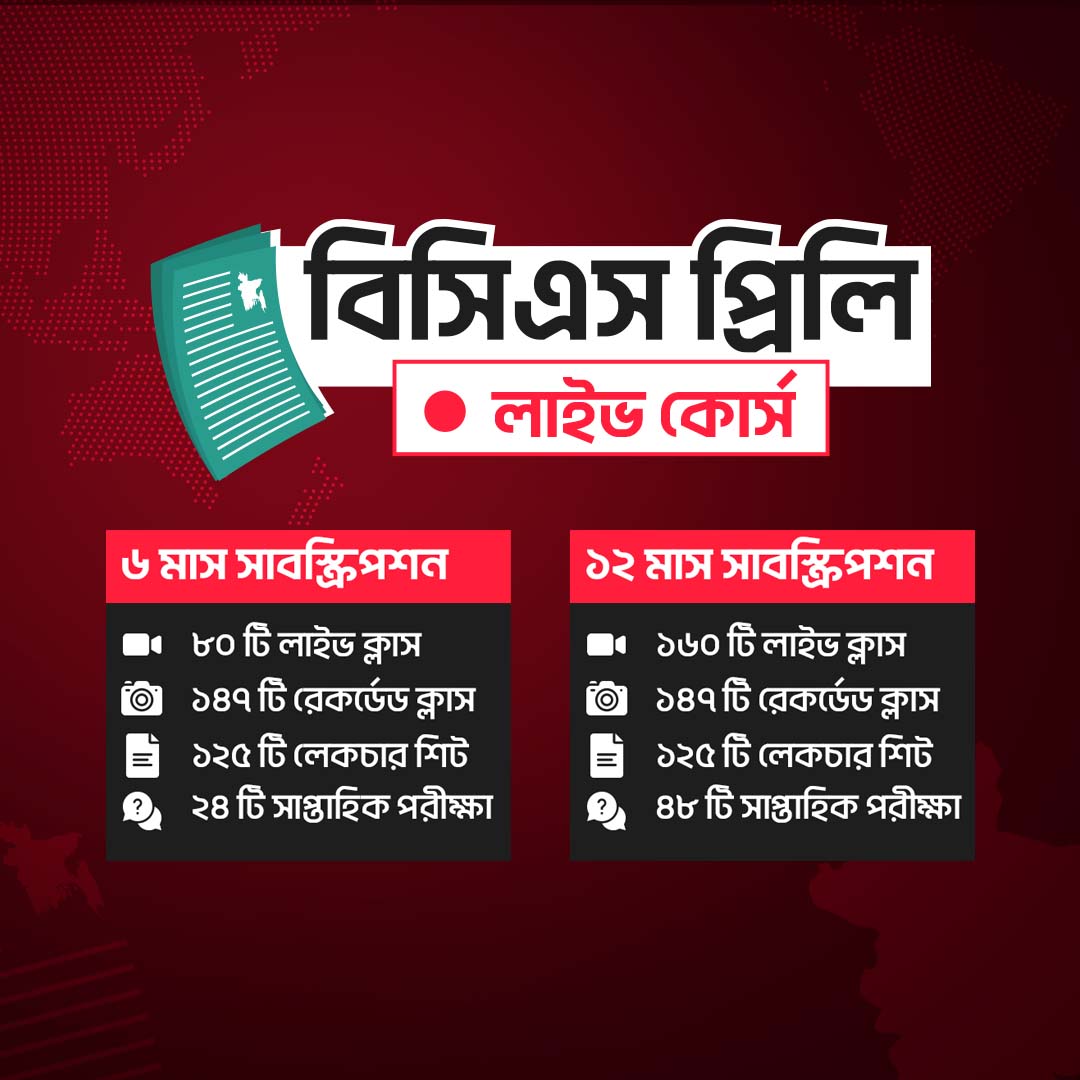 বিসিএস প্রিলি
লাইভ কোর্স
৬ মাস সাবস্ক্রিপশন
৮০ টি লাইভ ক্লাস
১৪৭ টি রেকর্ডেড ক্লাস
১২৫ টি লেকচার শিট
২৪ টি সাপ্তাহিক পরীক্ষা
১২ মাস সাবস্ক্রিপশন
১৬০ টি লাইভ ক্লাস
১৪৭ টি রেকর্ডেড ক্লাস
১২৫ টি লেকচার শিট
৪৮ টি সাপ্তাহিক পরীক্ষা